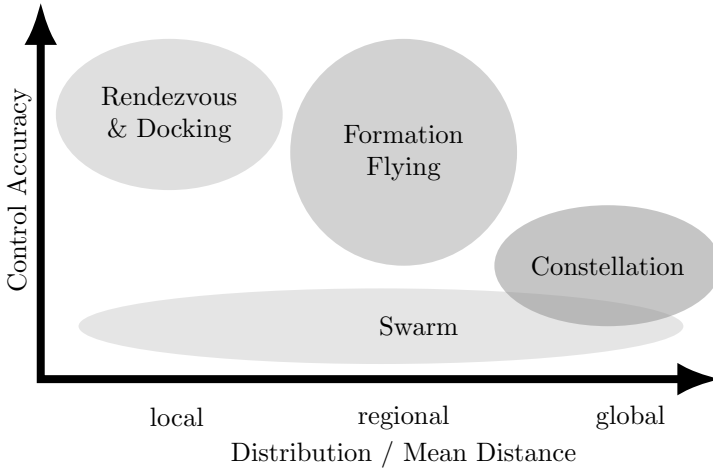 Control Accuracy
Rendezvous
& Docking
Formation
Flying
Constellation
Swarm
local
regional
global
Distribution / Mean Distance